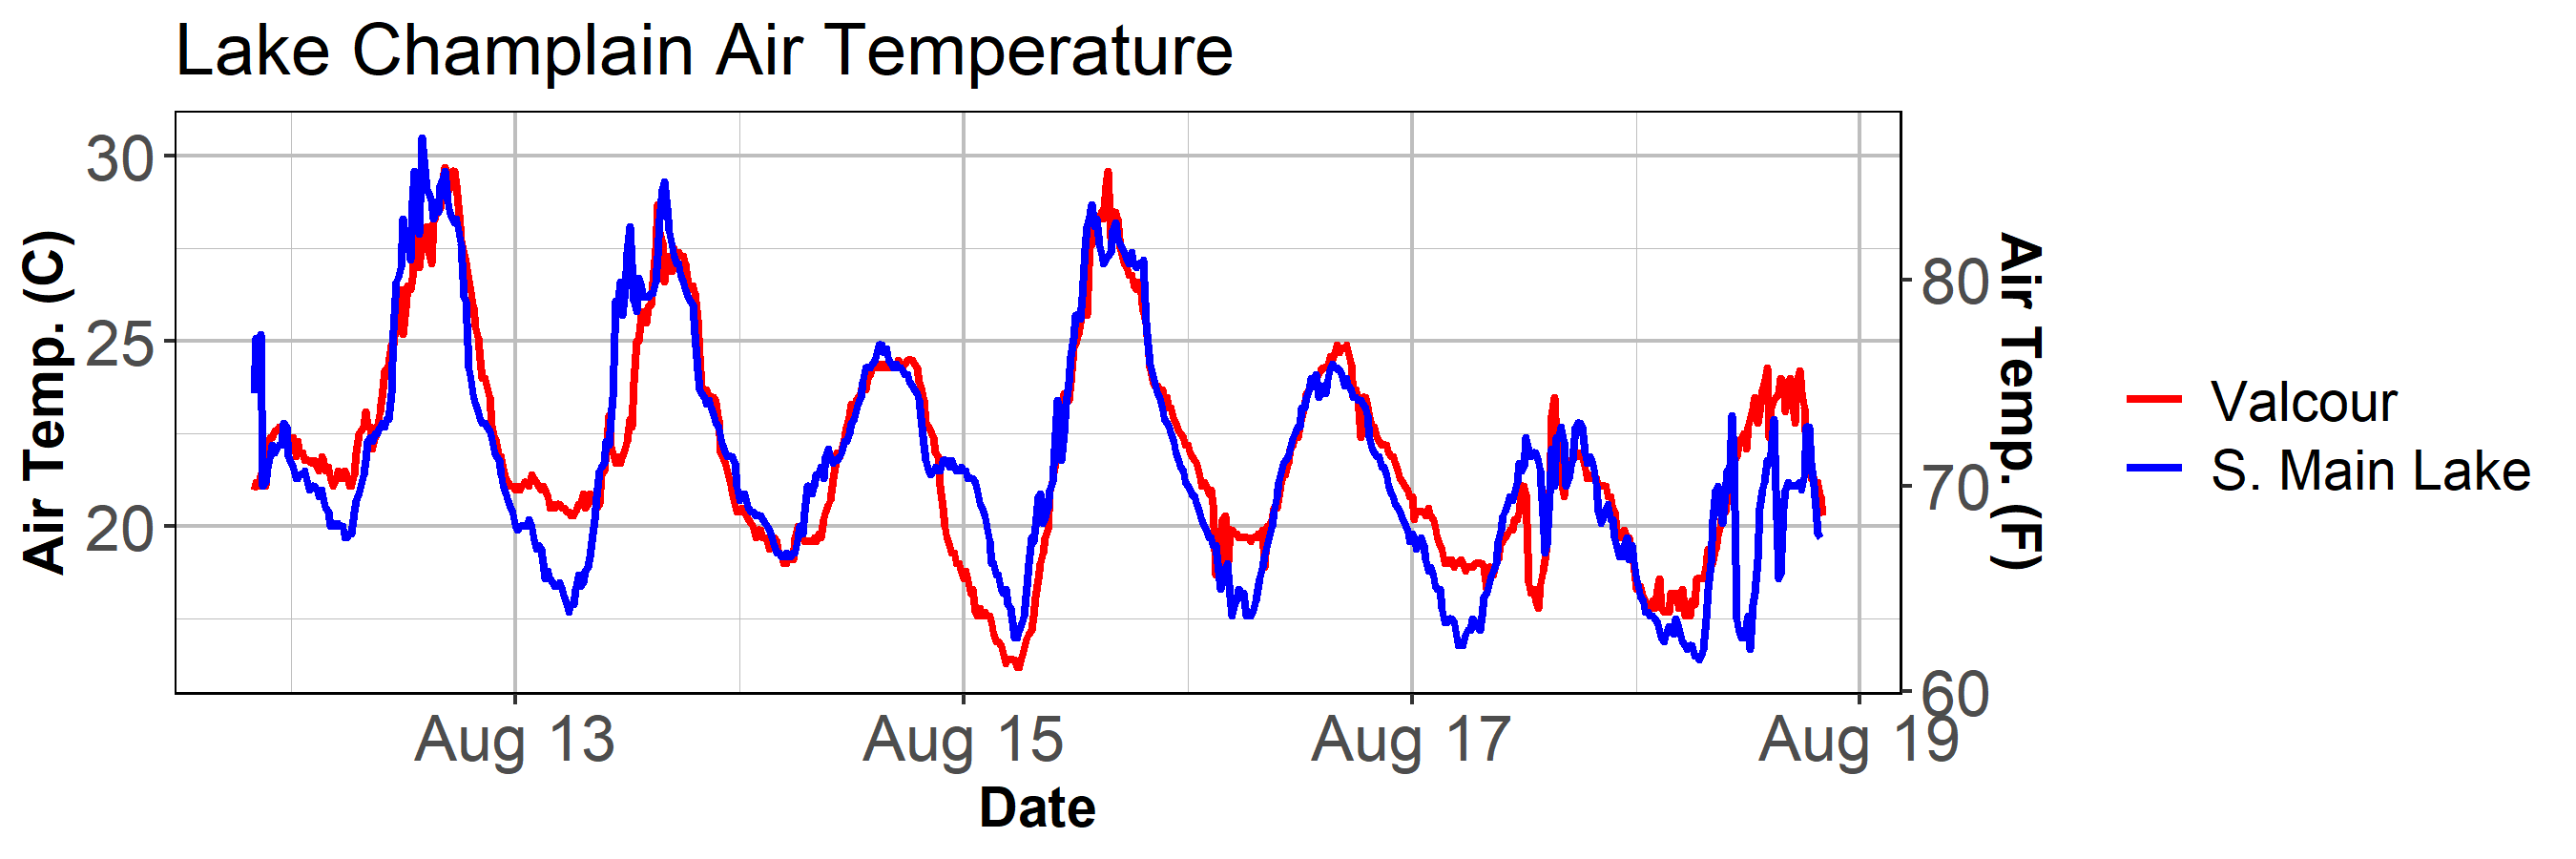 Lake Champlain Air Temperature
Air Temp. (C)
30
25
20
Air Temp. (F)
80
70
60
Aug 13
Aug 15
Aug 17
Aug 19
Date
Valcour
S. Main Lake